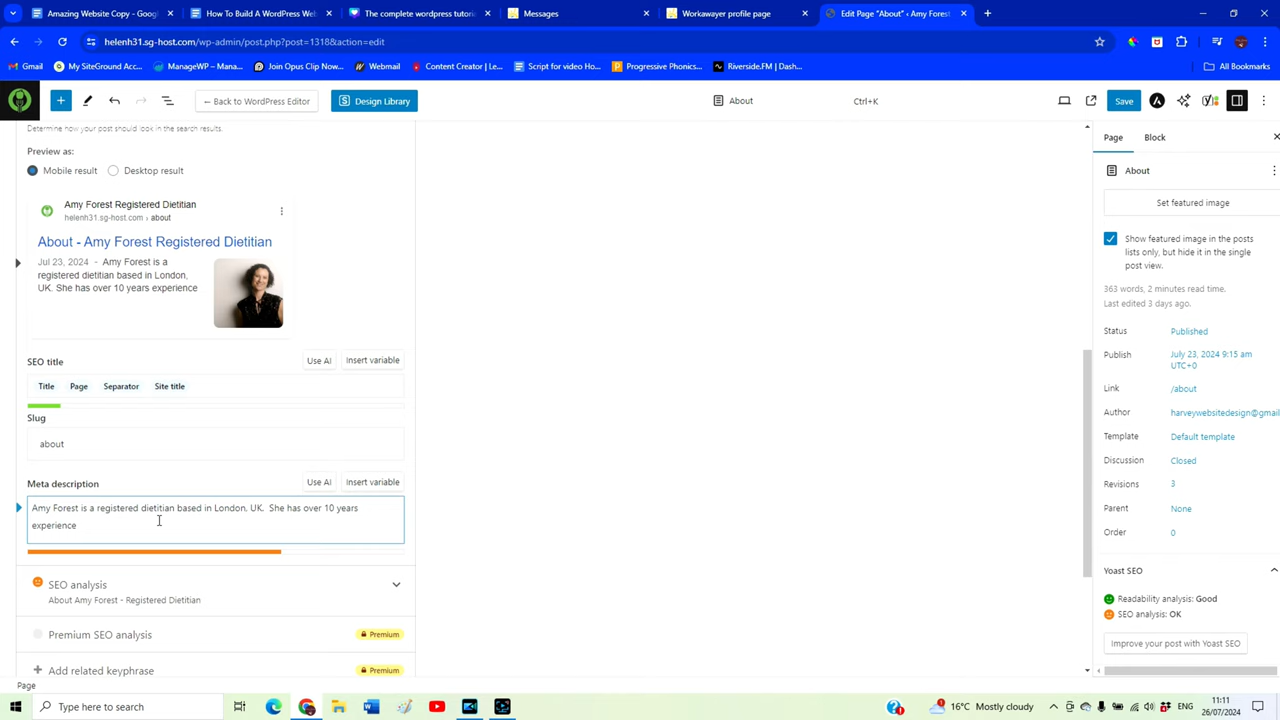 Amazing Website Copy - Goog
How To Build A WordPress Web
The complete wordpress tutori
Messages
Workawayer profile page
Edit Page "About" ‹ Amy Forest
helenh31.sg-host.com/wp-admin/post.php?post=1318&action=edit
Gmail
My SiteGround Acc...
ManageWP – Mana...
Join Opus Clip Now...
Webmail
Content Creator | Le...
Script for video Ho...
Progressive Phonics...
Riverside.FM | Dash...
All Bookmarks
← Back to WordPress Editor
Design Library
About
Ctrl+K
Save
Determine how your post should look in the search results.
Preview as:
Mobile result
Desktop result
Amy Forest Registered Dietitian
helenh31.sg-host.com › about
About - Amy Forest Registered Dietitian
Jul 23, 2024 - Amy Forest is a
registered dietitian based in London,
UK. She has over 10 years experience
SEO title
Use AI
Insert variable
Title
Page
Separator
Site title
Slug
about
Meta description
Use AI
Insert variable
Amy Forest is a registered dietitian based in London, UK. She has over 10 years
experience
SEO analysis
About Amy Forest - Registered Dietitian
Premium SEO analysis
Premium
Add related keyphrase
Premium
Page
Page
Block
About
Set featured image
Show featured image in the posts
lists only, but hide it in the single
post view.
363 words, 2 minutes read time.
Last edited 3 days ago.
Status
Published
Publish
July 23, 2024 9:15 am
UTC+0
Link
/about
Author
harveywebsitedesign@gmail
Template
Default template
Discussion
Closed
Revisions
3
Parent
None
Order
0
Yoast SEO
Readability analysis: Good
SEO analysis: OK
Improve your post with Yoast SEO
Type here to search
16°C Mostly cloudy
ENG
11:11
26/07/2024